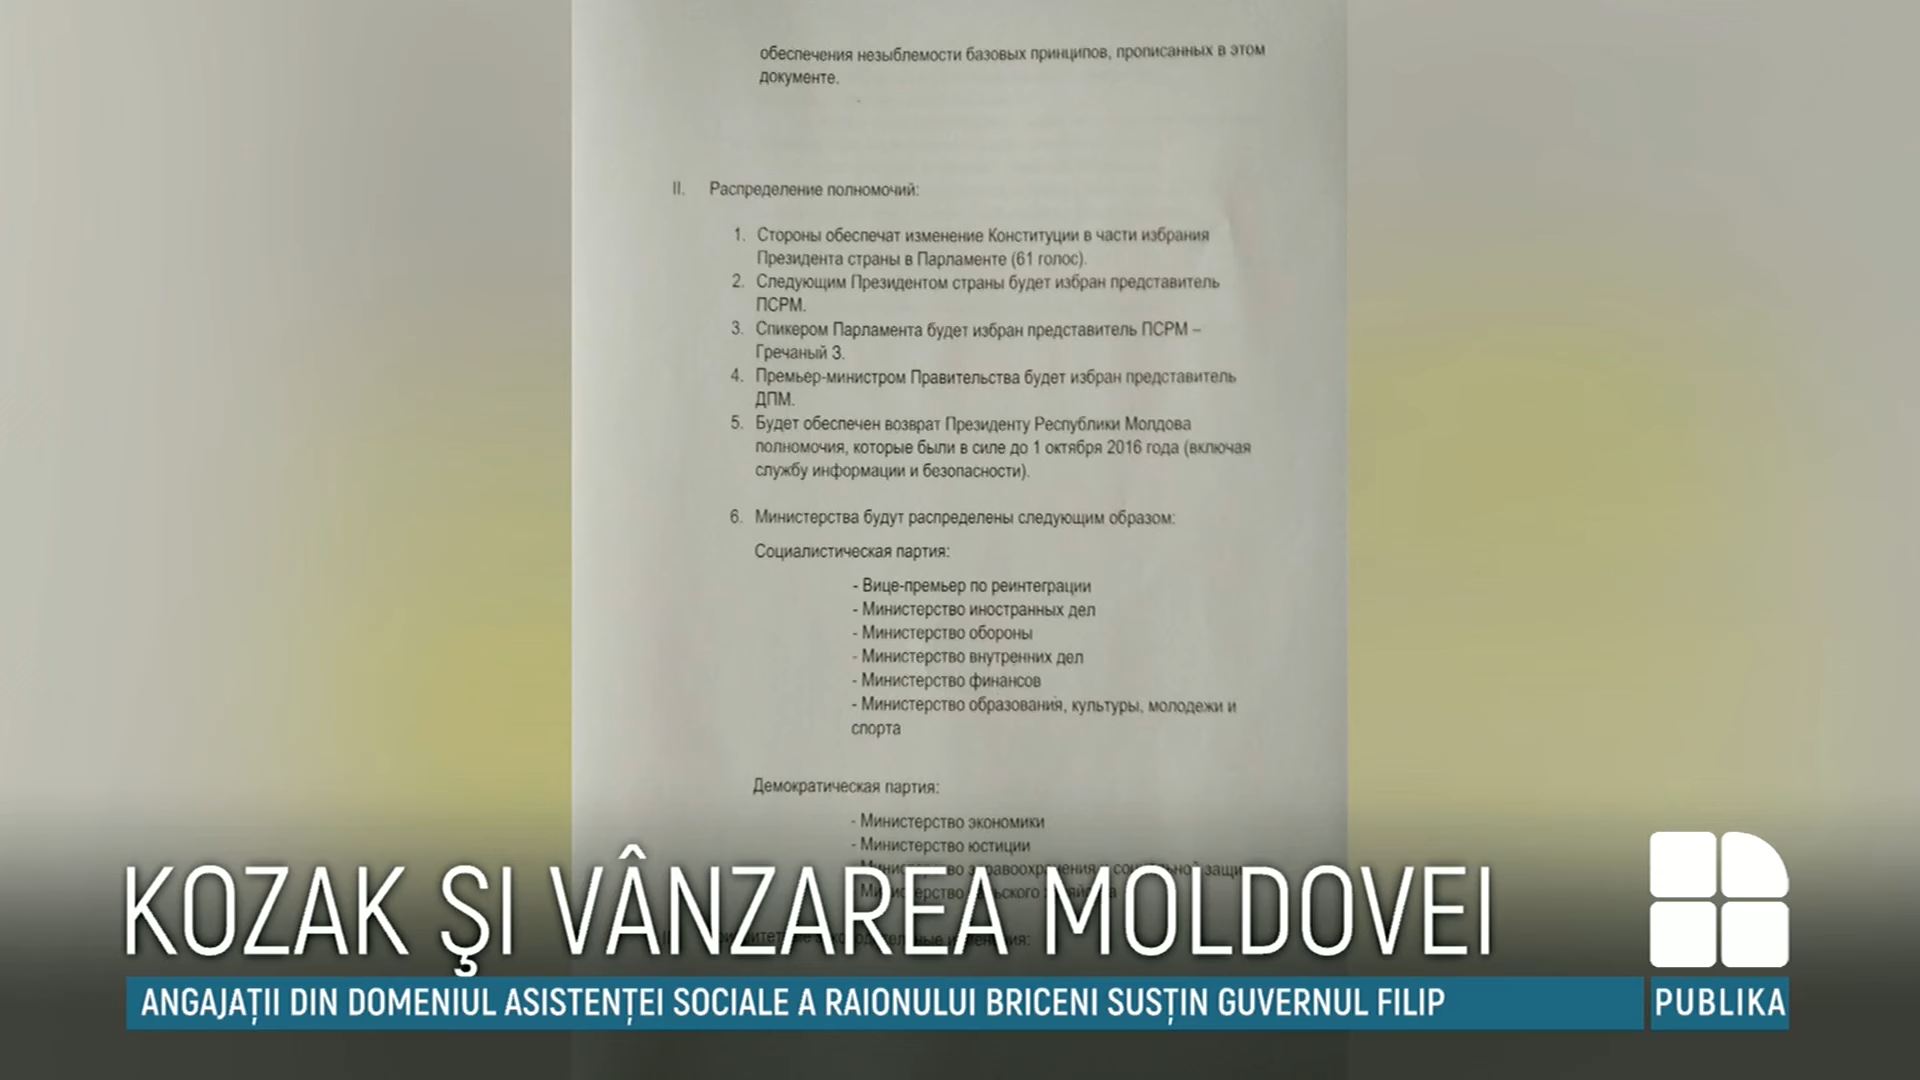 обеспечения незыблемости базовых принципов, прописанных в этом
документе.
II. Распределение полномочий:
1. Стороны обеспечат изменение Конституции в части избрания
Президента страны в Парламенте (61 голос).
2. Следующим Президентом страны будет избран представитель
ПСРМ.
3. Спикером Парламента будет избран представитель ПСРМ –
Гречаный З.
4. Премьер-министром Правительства будет избран представитель
ДПМ.
5. Будет обеспечен возврат Президенту Республики Молдова
полномочия, которые были в силе до 1 октября 2016 года (включая
службу информации и безопасности).
6. Министерства будут распределены следующим образом:
Социалистическая партия:
- Вице-премьер по реинтеграции
- Министерство иностранных дел
- Министерство обороны
- Министерство внутренних дел
- Министерство финансов
- Министерство образования, культуры, молодежи и
спорта
Демократическая партия:
- Министерство экономики
- Министерство юстиции
KOZAK ŞI VÂNZAREA MOLDOVEI
ANGAJAȚII DIN DOMENIUL ASISTENȚEI SOCIALE A RAIONULUI BRICENI SUSȚIN GUVERNUL FILIP
PUBLIKA